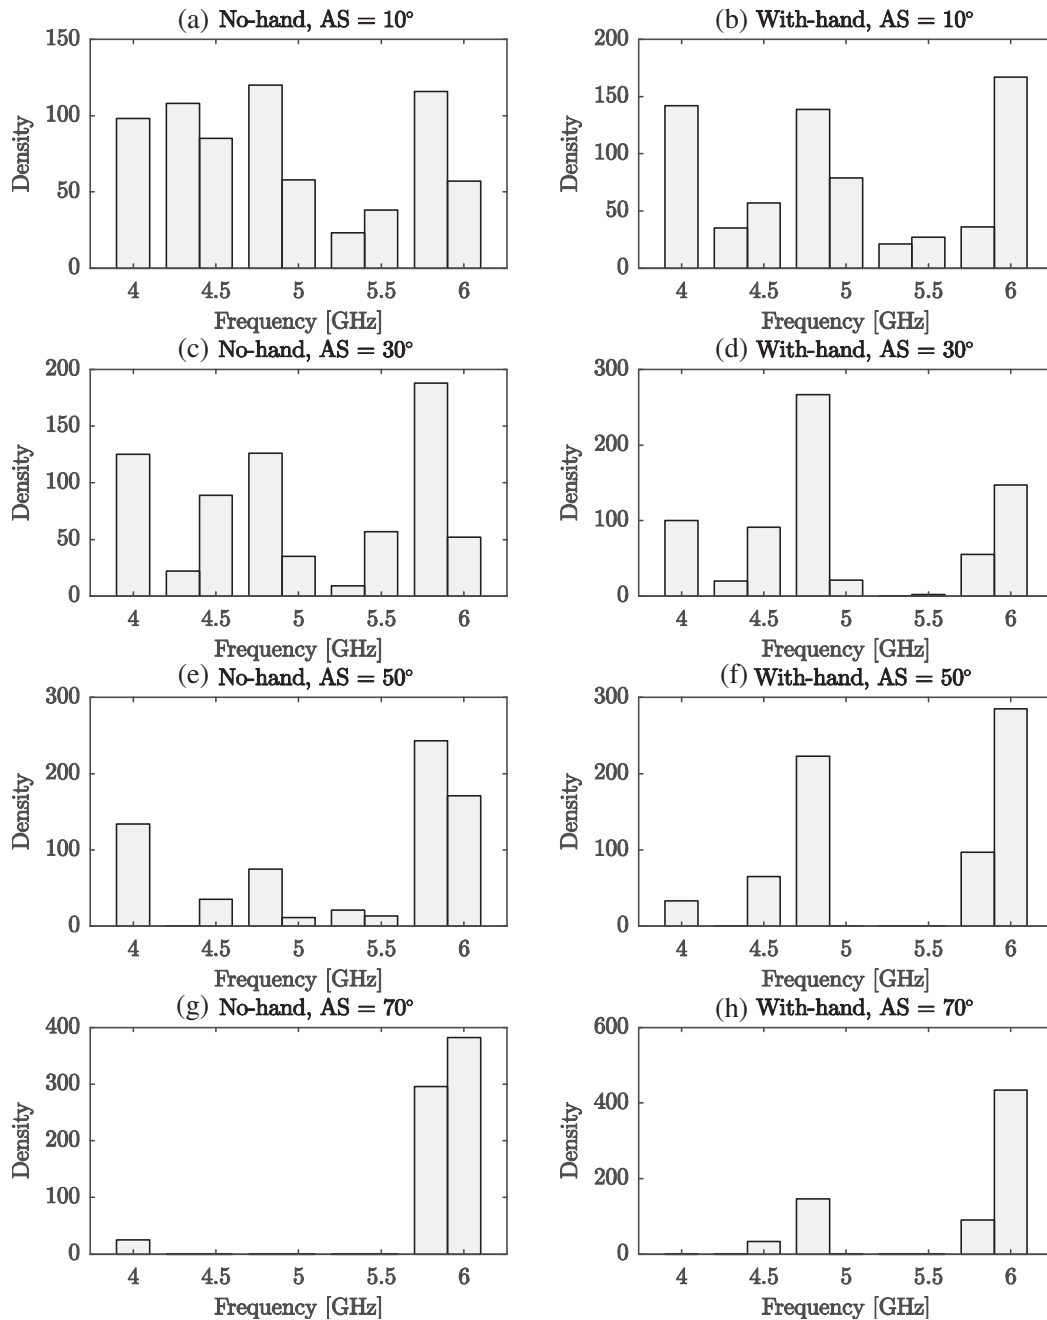 (a) No-hand, AS = 10°
150
100
50
0
Density
4 4.5 5 5.5 6
Frequency [GHz]
(b) With-hand, AS = 10°
200
150
100
50
0
Density
4 4.5 5 5.5 6
Frequency [GHz]
(c) No-hand, AS = 30°
200
150
100
50
0
Density
4 4.5 5 5.5 6
Frequency [GHz]
(d) With-hand, AS = 30°
300
200
100
0
Density
4 4.5 5 5.5 6
Frequency [GHz]
(e) No-hand, AS = 50°
300
200
100
0
Density
4 4.5 5 5.5 6
Frequency [GHz]
(f) With-hand, AS = 50°
300
200
100
0
Density
4 4.5 5 5.5 6
Frequency [GHz]
(g) No-hand, AS = 70°
400
300
200
100
0
Density
4 4.5 5 5.5 6
Frequency [GHz]
(h) With-hand, AS = 70°
600
400
200
0
Density
4 4.5 5 5.5 6
Frequency [GHz]